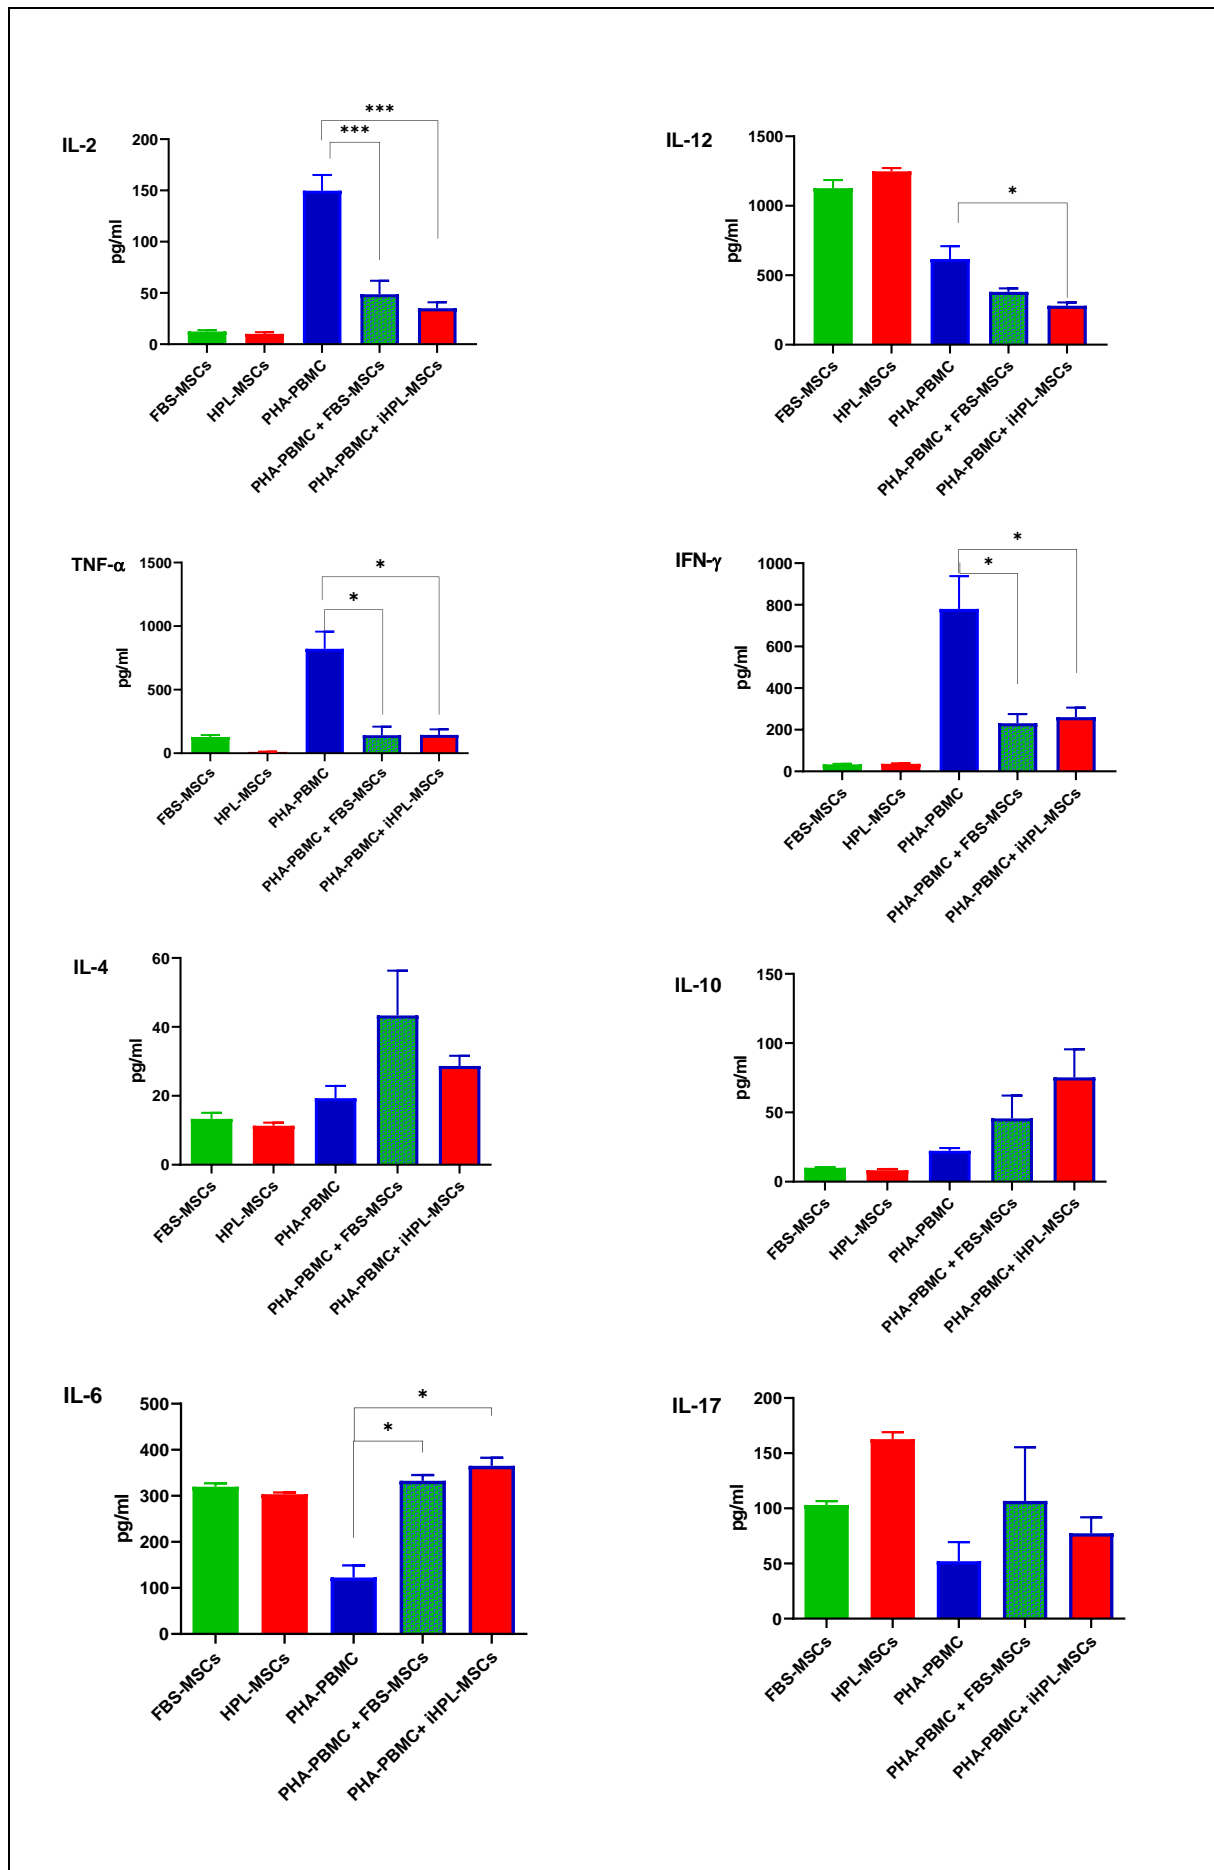 IL-2
***
***
200
150
100
50
0
pg/ml
FBS-MSCs
HPL-MSCs
PHA-PBMC
PHA-PBMC + FBS-MSCs
PHA-PBMC+ iHPL-MSCs
IL-12
*
1500
1000
500
0
pg/ml
FBS-MSCs
HPL-MSCs
PHA-PBMC
PHA-PBMC + FBS-MSCs
PHA-PBMC+ iHPL-MSCs
TNF-α
*
*
1500
1000
500
0
pg/ml
FBS-MSCs
HPL-MSCs
PHA-PBMC
PHA-PBMC + FBS-MSCs
PHA-PBMC+ iHPL-MSCs
IFN-γ
*
*
1000
800
600
400
200
0
pg/ml
FBS-MSCs
HPL-MSCs
PHA-PBMC
PHA-PBMC + FBS-MSCs
PHA-PBMC+ iHPL-MSCs
IL-4
60
40
20
0
pg/ml
FBS-MSCs
HPL-MSCs
PHA-PBMC
PHA-PBMC + FBS-MSCs
PHA-PBMC+ iHPL-MSCs
IL-10
150
100
50
0
pg/ml
FBS-MSCs
HPL-MSCs
PHA-PBMC
PHA-PBMC + FBS-MSCs
PHA-PBMC+ iHPL-MSCs
IL-6
*
*
500
400
300
200
100
0
pg/ml
FBS-MSCs
HPL-MSCs
PHA-PBMC
PHA-PBMC + FBS-MSCs
PHA-PBMC+ iHPL-MSCs
IL-17
200
150
100
50
0
pg/ml
FBS-MSCs
HPL-MSCs
PHA-PBMC
PHA-PBMC + FBS-MSCs
PHA-PBMC+ iHPL-MSCs